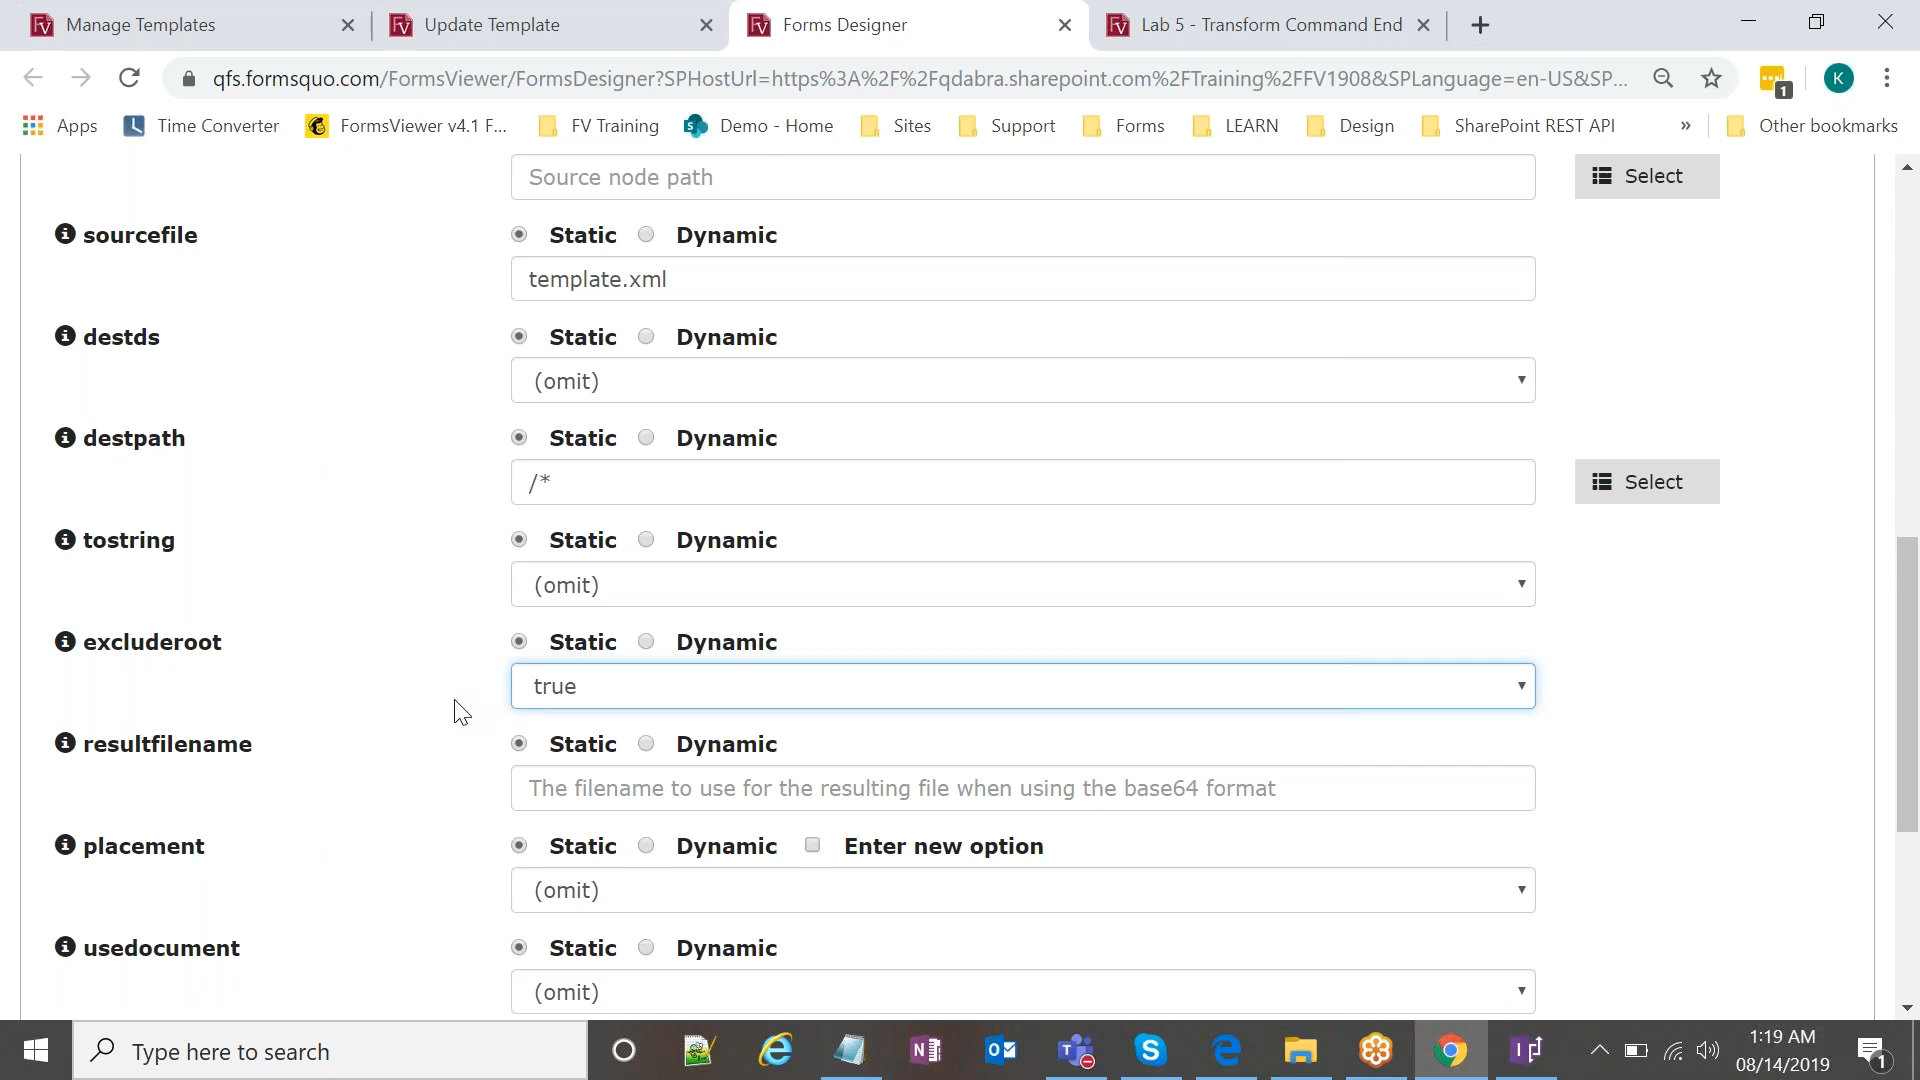 Manage Templates
Update Template
Forms Designer
Lab 5 - Transform Command End
qfs.formsquo.com/FormsViewer/FormsDesigner?SPHostUrl=https%3A%2F%2Fqdabra.sharepoint.com%2FTraining%2FFV1908&SPLanguage=en-US&SP...
1
K
Apps
Time Converter
FormsViewer v4.1 F...
FV Training
Demo - Home
Sites
Support
Forms
LEARN
Design
SharePoint REST API
»
Other bookmarks
Source node path
Select
sourcefile
Static
Dynamic
template.xml
destds
Static
Dynamic
(omit)
destpath
Static
Dynamic
/*
Select
tostring
Static
Dynamic
(omit)
excluderoot
Static
Dynamic
true
resultfilename
Static
Dynamic
The filename to use for the resulting file when using the base64 format
placement
Static
Dynamic
Enter new option
(omit)
usedocument
Static
Dynamic
(omit)
Type here to search
1:19 AM
08/14/2019
1